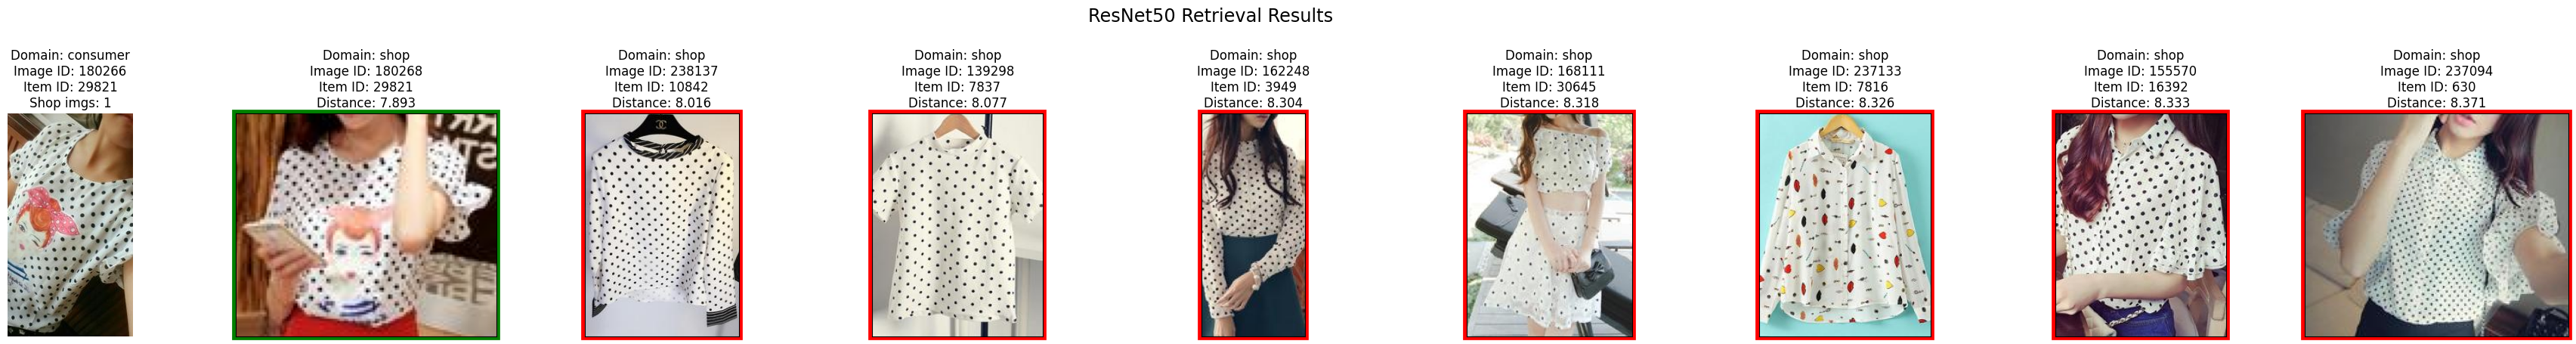 ResNet50 Retrieval Results
Domain: consumer
Image ID: 180266
Item ID: 29821
Shop imgs: 1
Domain: shop
Image ID: 180268
Item ID: 29821
Distance: 7.893
Domain: shop
Image ID: 238137
Item ID: 10842
Distance: 8.016
Domain: shop
Image ID: 139298
Item ID: 7837
Distance: 8.077
Domain: shop
Image ID: 162248
Item ID: 3949
Distance: 8.304
Domain: shop
Image ID: 168111
Item ID: 30645
Distance: 8.318
Domain: shop
Image ID: 237133
Item ID: 7816
Distance: 8.326
Domain: shop
Image ID: 155570
Item ID: 16392
Distance: 8.333
Domain: shop
Image ID: 237094
Item ID: 630
Distance: 8.371